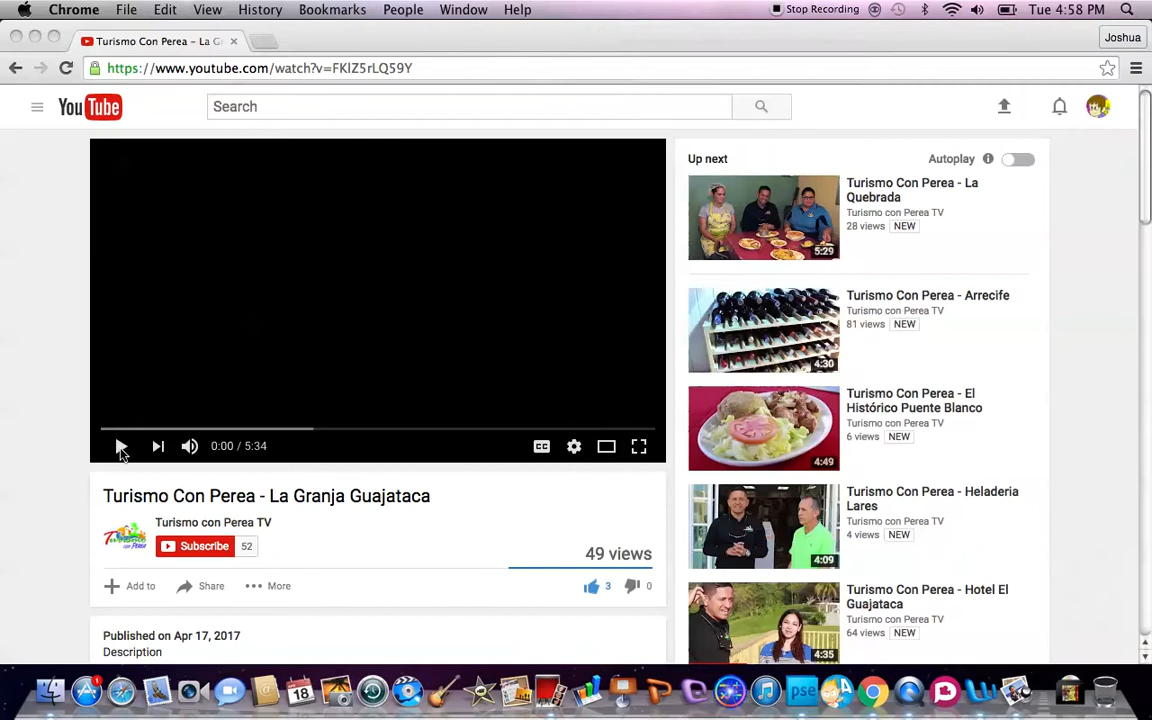 Chrome File Edit View History Bookmarks People Window Help Stop Recording Tue 4:58 PM
Turismo Con Perea – La G
Joshua
https://www.youtube.com/watch?v=FKIZ5rLQ59Y
YouTube
Search
Up next
Autoplay
Turismo Con Perea - La
Quebrada
Turismo con Perea TV
28 views NEW
5:29
Turismo Con Perea - Arrecife
Turismo con Perea TV
81 views NEW
4:30
Turismo Con Perea - El
Histórico Puente Blanco
Turismo con Perea TV
6 views NEW
4:49
Turismo Con Perea - Heladeria
Lares
Turismo con Perea TV
4 views NEW
4:09
Turismo Con Perea - Hotel El
Guajataca
Turismo con Perea TV
64 views NEW
4:35
0:00 / 5:34
CC
Turismo Con Perea - La Granja Guajataca
Turismo con Perea TV
Subscribe 52
49 views
Add to Share More
3 0
Published on Apr 17, 2017
Description
1
18
pse